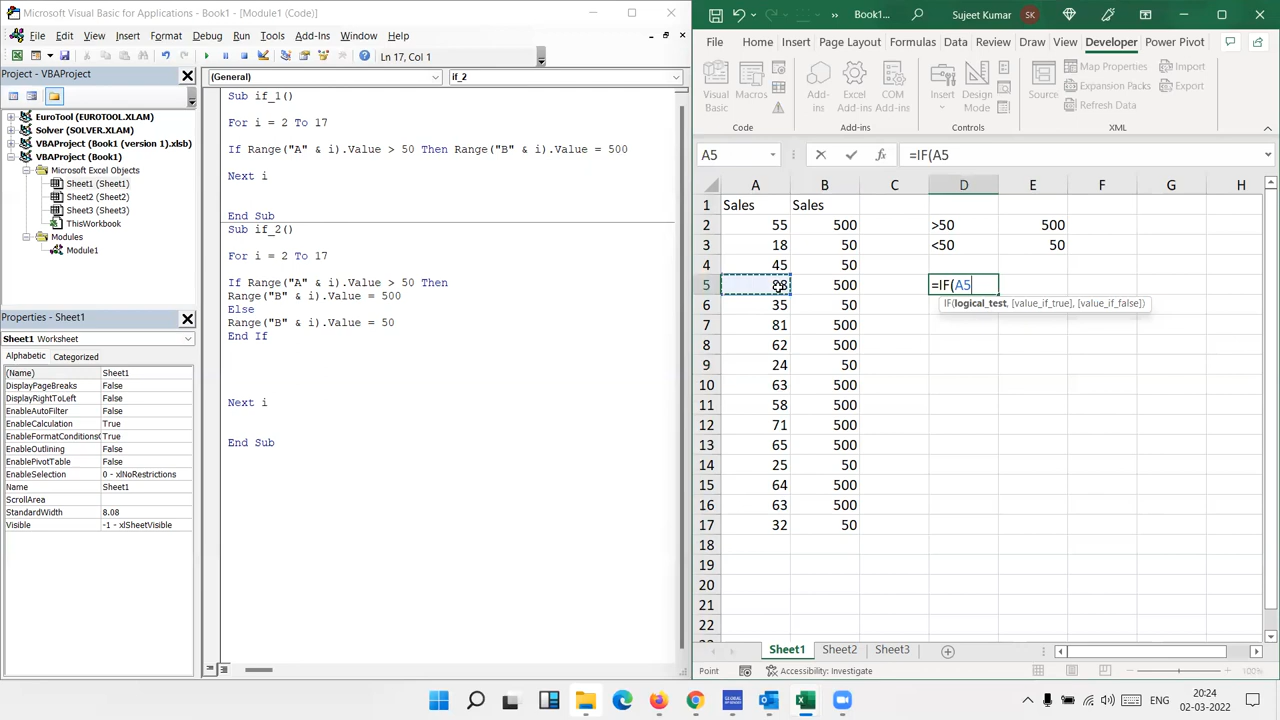 Microsoft Visual Basic for Applications - Book1 - [Module1 (Code)]
File Edit View Insert Format Debug Run Tools Add-Ins Window Help
Ln 17, Col 1
Project - VBAProject
EuroTool (EUROTOOL.XLAM)
Solver (SOLVER.XLAM)
VBAProject (Book1 (version 1).xlsb)
VBAProject (Book1)
Microsoft Excel Objects
Sheet1 (Sheet1)
Sheet2 (Sheet2)
Sheet3 (Sheet3)
ThisWorkbook
Modules
Module1
Properties - Sheet1
Sheet1 Worksheet
Alphabetic Categorized
(Name) Sheet1
DisplayPageBreaks False
DisplayRightToLeft False
EnableAutoFilter False
EnableCalculation True
EnableFormatConditionsC True
EnableOutlining False
EnablePivotTable False
EnableSelection 0 - xlNoRestrictions
Name Sheet1
ScrollArea
StandardWidth 8.08
Visible -1 - xlSheetVisible
(General) if_2
Sub if_1()
For i = 2 To 17
If Range("A" & i).Value > 50 Then Range("B" & i).Value = 500
Next i
End Sub
Sub if_2()
For i = 2 To 17
If Range("A" & i).Value > 50 Then
Range("B" & i).Value = 500
Else
Range("B" & i).Value = 50
End If
Next i
End Sub
Book1... Sujeet Kumar SK
File Home Insert Page Layout Formulas Data Review View Developer Team Power Pivot
Visual Basic Macros Add-ins Excel Add-ins COM Add-ins Insert Design Mode Source Map Properties Import
Expansion Packs Export
Refresh Data
Code Add-ins Controls XML
A5 =IF(A5
A B C D E F G H
1 Sales Sales
2 55 500 >50 500
3 18 50 <50 50
4 45 50
5 500 =IF(A5
IF(logical_test, [value_if_true], [value_if_false])
6 35 50
7 81 500
8 62 500
9 24 50
10 63 500
11 58 500
12 71 500
13 65 500
14 25 50
15 64 500
16 63 500
17 32 50
18
19
20
21
22
Sheet1 Sheet2 Sheet3
Point Accessibility: Investigate 100%
ENG 20:24
02-03-2022